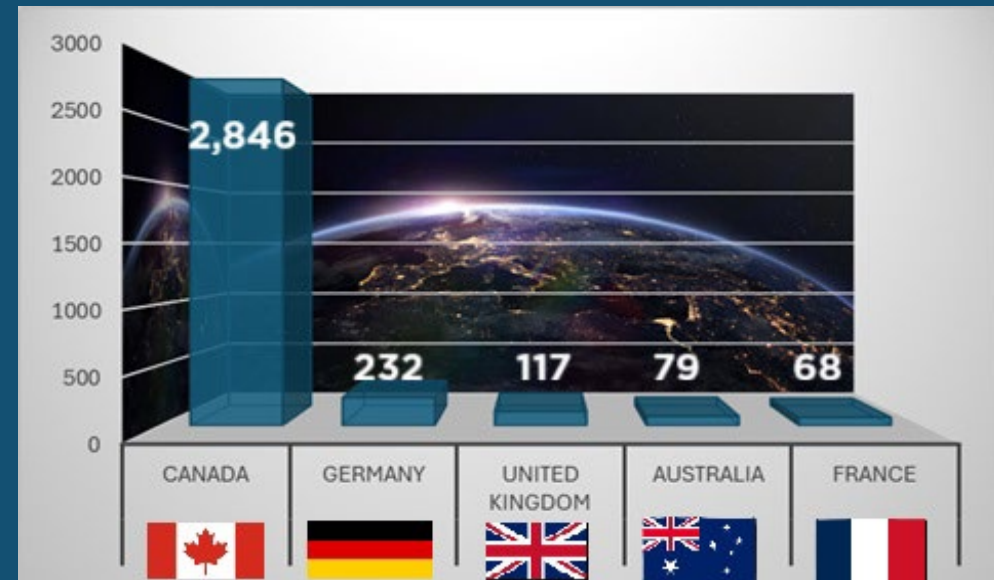 3000
2500
2000
1500
1000
500
0
2,846
232
117
79
68
CANADA
GERMANY
UNITED
KINGDOM
AUSTRALIA
FRANCE